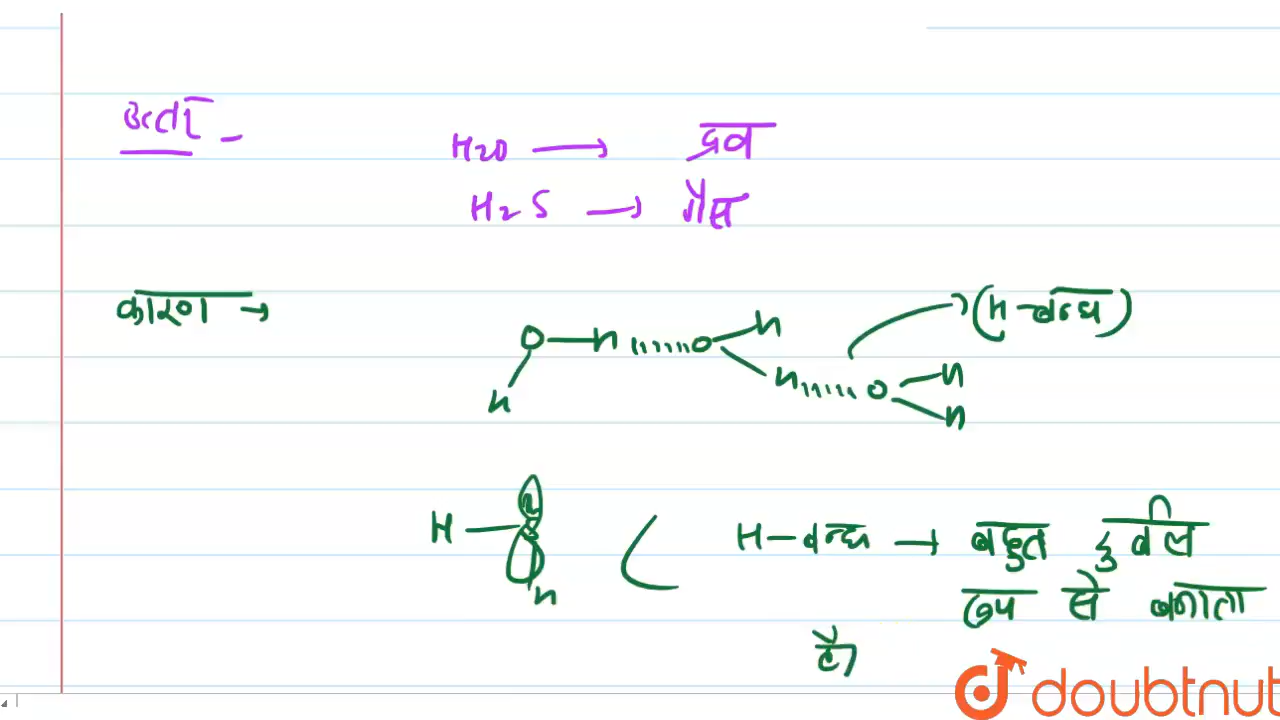 उत्तर -
H2O → द्रव
H2S → गैस
कारण →
(H-बन्ध)
O H O H
H O H
H H
H H-बन्ध → बहुत दुर्बल
H रूप से बनाता
है।
doubtnut